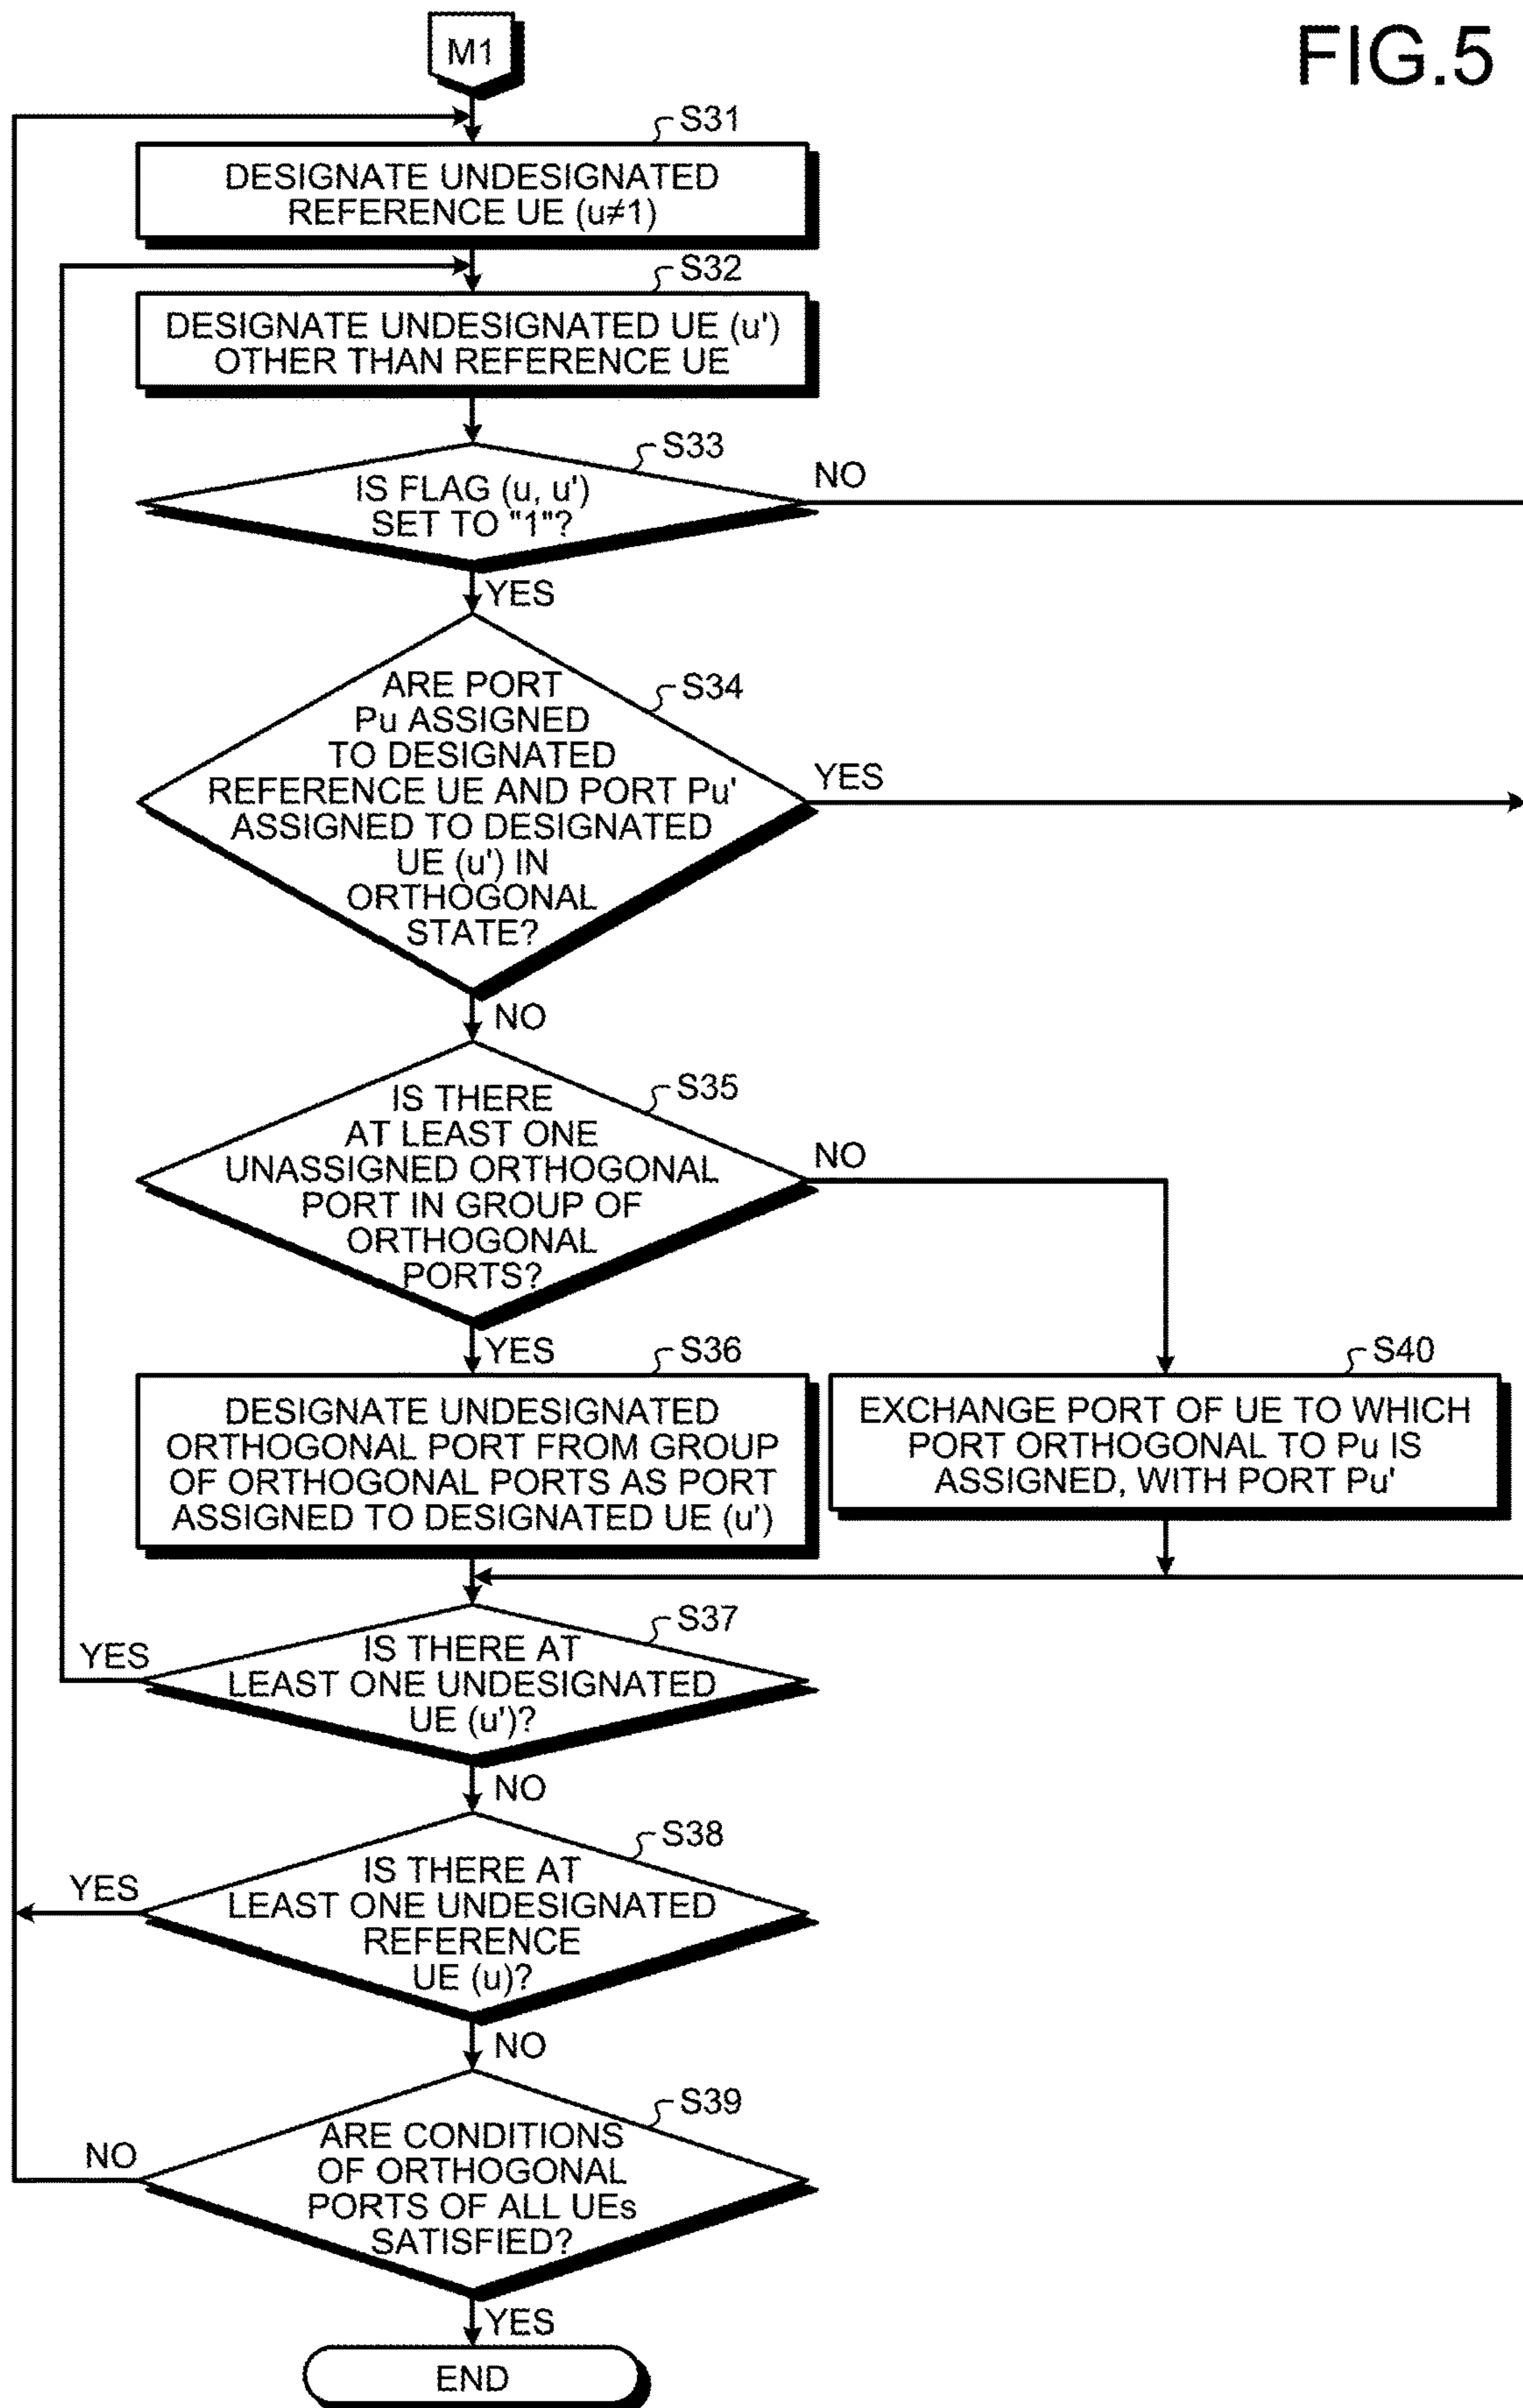 FIG.5
M1
S31
DESIGNATE UNDESIGNATED
REFERENCE UE (u≠1)
S32
DESIGNATE UNDESIGNATED UE (u')
OTHER THAN REFERENCE UE
S33
IS FLAG (u, u')
SET TO "1"?
NO
YES
S34
ARE PORT
Pu ASSIGNED
TO DESIGNATED
REFERENCE UE AND PORT Pu'
ASSIGNED TO DESIGNATED
UE (u') IN
ORTHOGONAL
STATE?
YES
NO
S35
IS THERE
AT LEAST ONE
UNASSIGNED ORTHOGONAL
PORT IN GROUP OF
ORTHOGONAL
PORTS?
NO
YES
S36
DESIGNATE UNDESIGNATED
ORTHOGONAL PORT FROM GROUP
OF ORTHOGONAL PORTS AS PORT
ASSIGNED TO DESIGNATED UE (u')
S40
EXCHANGE PORT OF UE TO WHICH
PORT ORTHOGONAL TO Pu IS
ASSIGNED, WITH PORT Pu'
S37
IS THERE AT
LEAST ONE UNDESIGNATED
UE (u')?
YES
NO
S38
IS THERE AT
LEAST ONE UNDESIGNATED
REFERENCE
UE (u)?
YES
NO
S39
ARE CONDITIONS
OF ORTHOGONAL
PORTS OF ALL UEs
SATISFIED?
NO
YES
END